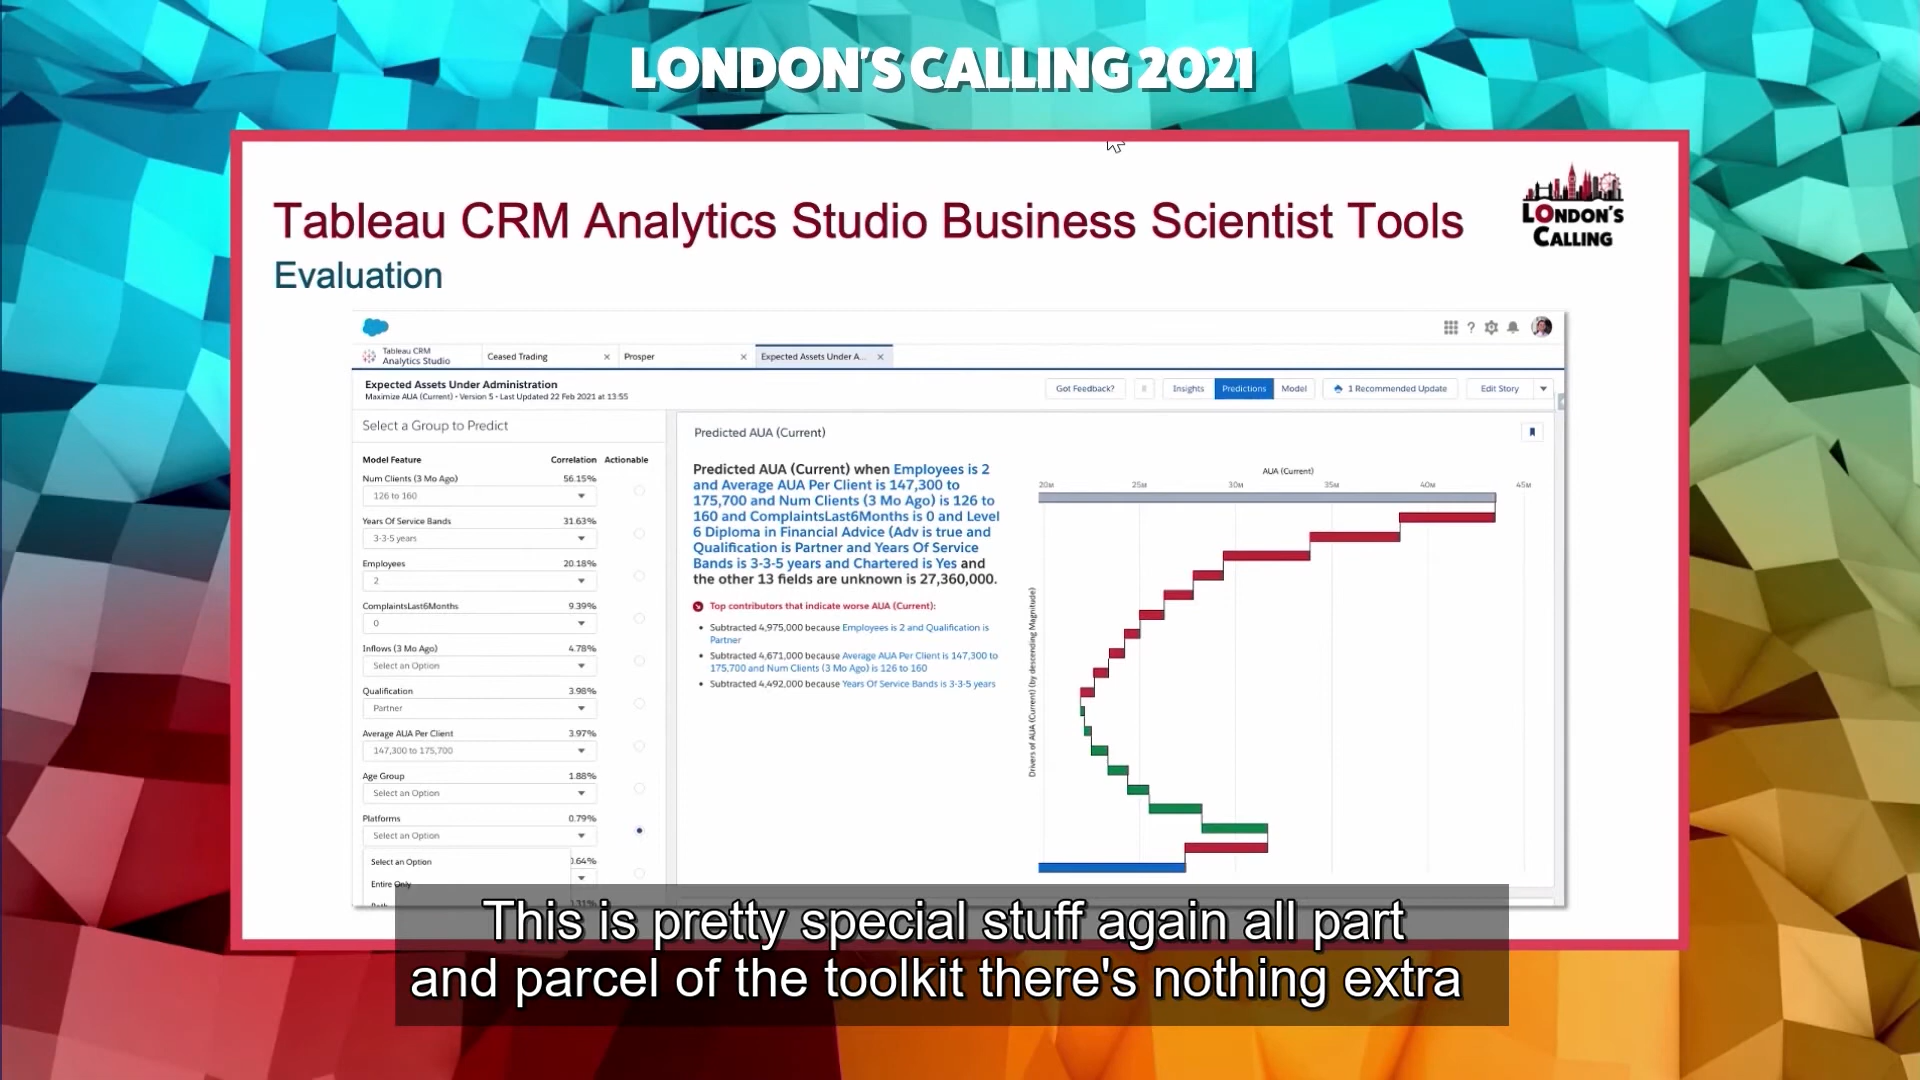 LONDON'S CALLING 2021
Tableau CRM Analytics Studio Business Scientist Tools
LONDON'S
CALLING
Evaluation
Tableau CRM
Analytics Studio
Ceased Trading
Prosper
Expected Assets Under A...
Expected Assets Under Administration
Maximize AUA (Current) • Version 5 • Last Updated 22 Feb 2021 at 13:55
Got Feedback?
Insights
Predictions
Model
1 Recommended Update
Edit Story
Select a Group to Predict
Model Feature Correlation Actionable
Num Clients (3 Mo Ago) 56.15%
126 to 160
Years Of Service Bands 31.63%
3-3-5 years
Employees 20.18%
2
ComplaintsLast6Months 9.39%
0
Inflows (3 Mo Ago) 4.78%
Select an Option
Qualification 3.98%
Partner
Average AUA Per Client 3.97%
147,300 to 175,700
Age Group 1.88%
Select an Option
Platforms 0.79%
Select an Option
Select an Option
Entire Only
Predicted AUA (Current)
Predicted AUA (Current) when Employees is 2
and Average AUA Per Client is 147,300 to
175,700 and Num Clients (3 Mo Ago) is 126 to
160 and ComplaintsLast6Months is 0 and Level
6 Diploma in Financial Advice (Adv is true and
Qualification is Partner and Years Of Service
Bands is 3-3-5 years and Chartered is Yes and
the other 13 fields are unknown is 27,360,000.
Top contributors that indicate worse AUA (Current):
• Subtracted 4,975,000 because Employees is 2 and Qualification is
Partner
• Subtracted 4,671,000 because Average AUA Per Client is 147,300 to
175,700 and Num Clients (3 Mo Ago) is 126 to 160
• Subtracted 4,492,000 because Years Of Service Bands is 3-3-5 years
AUA (Current)
20M 25M 30M 35M 40M 45M
Drivers of AUA (Current) (by descending Magnitude)
This is pretty special stuff again all part
and parcel of the toolkit there's nothing extra